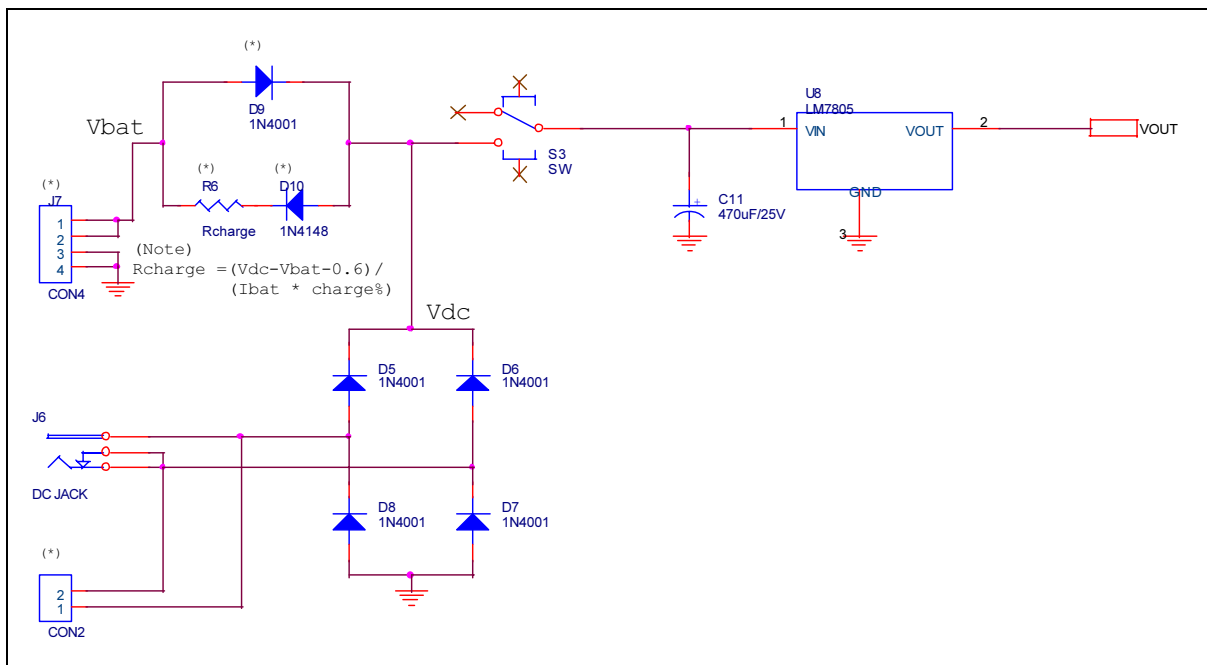 (*)
D9
1N4001
Vbat
(*)
R6
Rcharge
(*)
D10
1N4148
(*)
J7
1
2
3
4
CON4
(Note)
Rcharge =(Vdc-Vbat-0.6)/
(Ibat * charge%)
S3
SW
+
C11
470uF/25V
U8
LM7805
1
VIN
VOUT
2
GND
3
VOUT
Vdc
D5
1N4001
D6
1N4001
J6
DC JACK
D8
1N4001
D7
1N4001
(*)
2
1
CON2